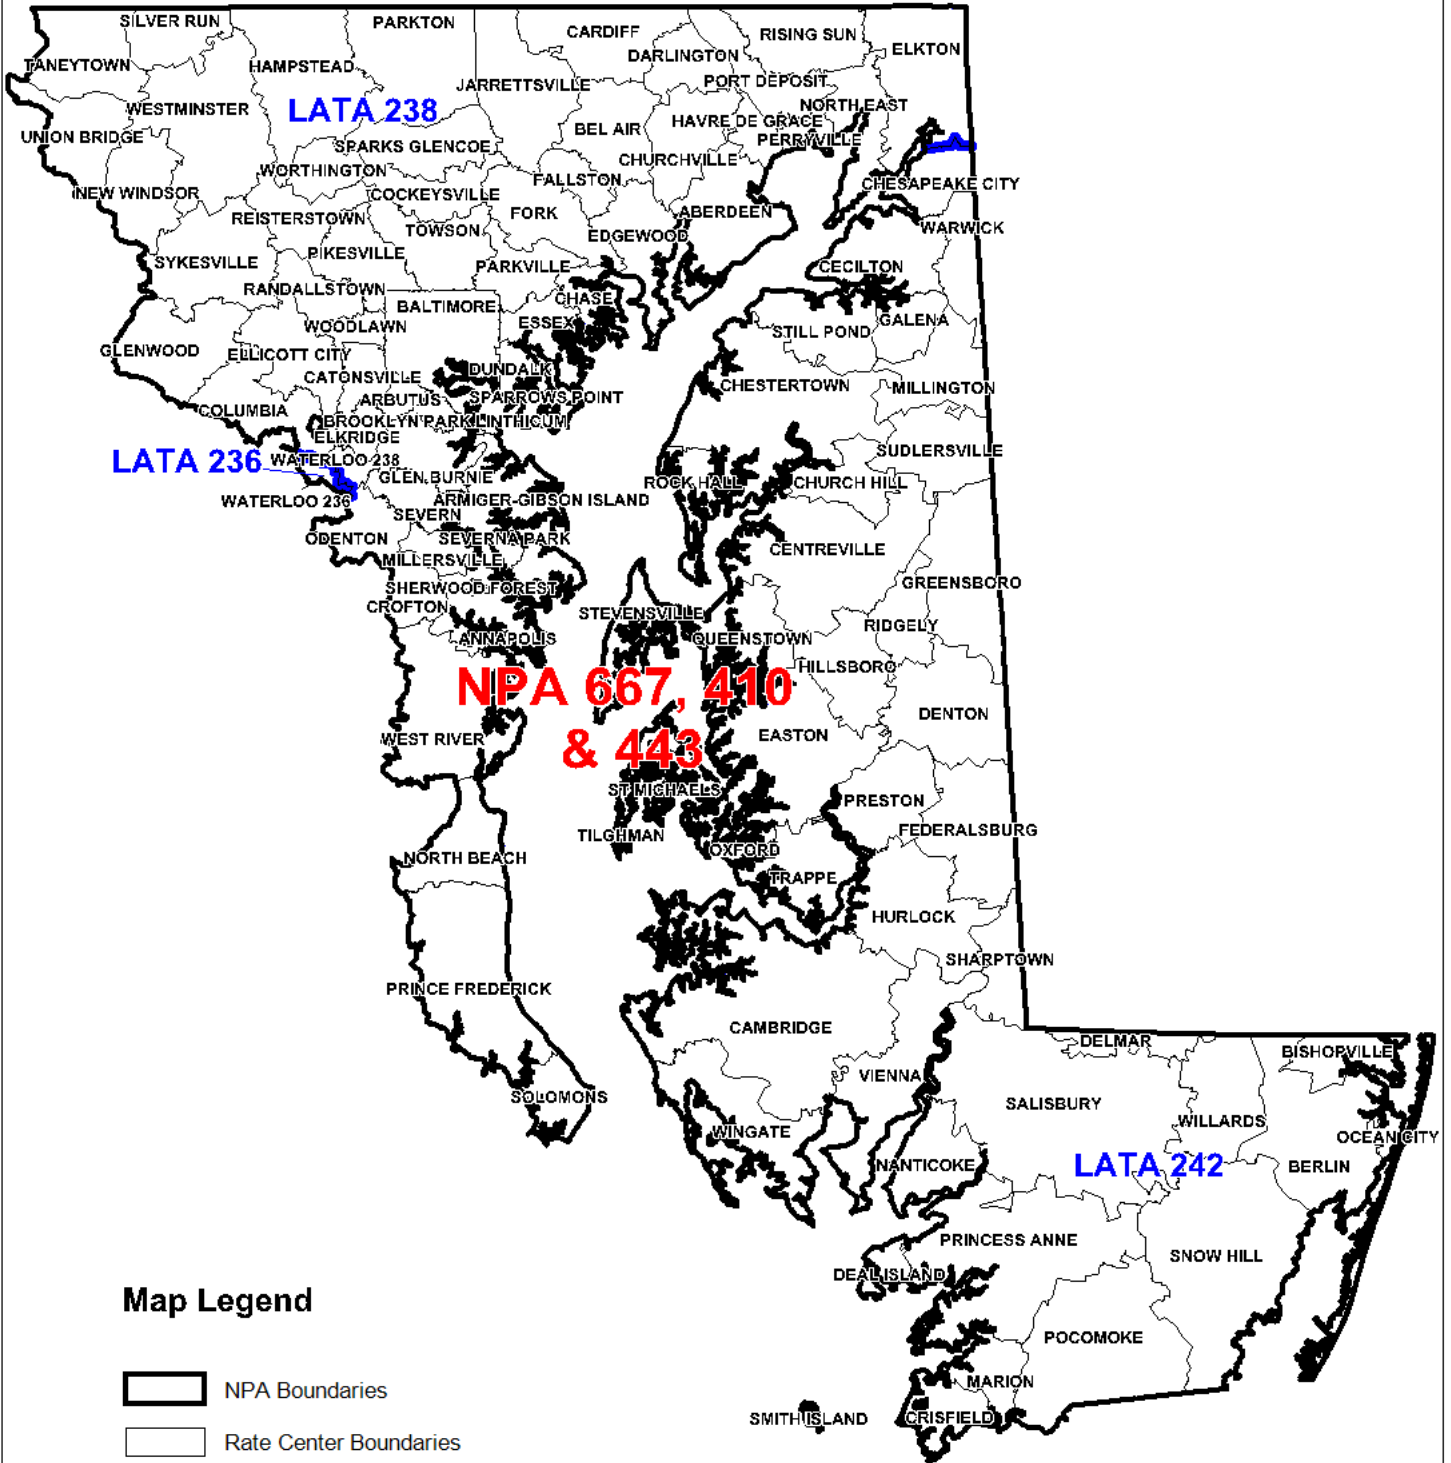 SILVER RUN
PARKTON
CARDIFF
RISING SUN
ELKTON
DARLINGTON
TANEYTOWN
HAMPSTEAD
JARRETTSVILLE
PORT DEPOSIT
WESTMINSTER
LATA 238
NORTH EAST
HAVRE DE GRACE
BEL AIR
UNION BRIDGE
SPARKS GLENCOE
PERRYVILLE
CHURCHVILLE
WORTHINGTON
FALLSTON
CHESAPEAKE CITY
NEW WINDSOR
COCKEYSVILLE
REISTERSTOWN
FORK
ABERDEEN
TOWSON
EDGEWOOD
WARWICK
SYKESVILLE
PIKESVILLE
PARKVILLE
CECILTON
RANDALLSTOWN
BALTIMORE
CHASE
WOODLAWN
ESSEX
STILL POND
GALENA
GLENWOOD
ELLICOTT CITY
CATONSVILLE
DUNDALK
CHESTERTOWN
MILLINGTON
ARBUTUS
SPARROWS POINT
COLUMBIA
BROOKLYN PARK
LINTHICUM
ELKRIDGE
LATA 236
WATERLOO 238
SUDLERSVILLE
GLEN BURNIE
ROCK HALL
CHURCH HILL
WATERLOO 236
ARMIGER-GIBSON ISLAND
SEVERN
ODENTON
SEVERNA PARK
CENTREVILLE
MILLERSVILLE
SHERWOOD FOREST
GREENSBORO
CROFTON
STEVENSVILLE
RIDGELY
ANNAPOLIS
QUEENSTOWN
HILLSBORO
NPA 667, 410
& 443
DENTON
WEST RIVER
EASTON
ST MICHAELS
PRESTON
TILGHMAN
FEDERALSBURG
OXFORD
NORTH BEACH
TRAPPE
HURLOCK
SHARPTOWN
PRINCE FREDERICK
CAMBRIDGE
DELMAR
BISHOPVILLE
VIENNA
SOLOMONS
SALISBURY
WILLARDS
WINGATE
OCEAN CITY
NANTICOKE
LATA 242
BERLIN
PRINCESS ANNE
SNOW HILL
DEAL ISLAND
POCOMOKE
MARION
SMITH ISLAND
CRISFIELD
Map Legend
NPA Boundaries
Rate Center Boundaries